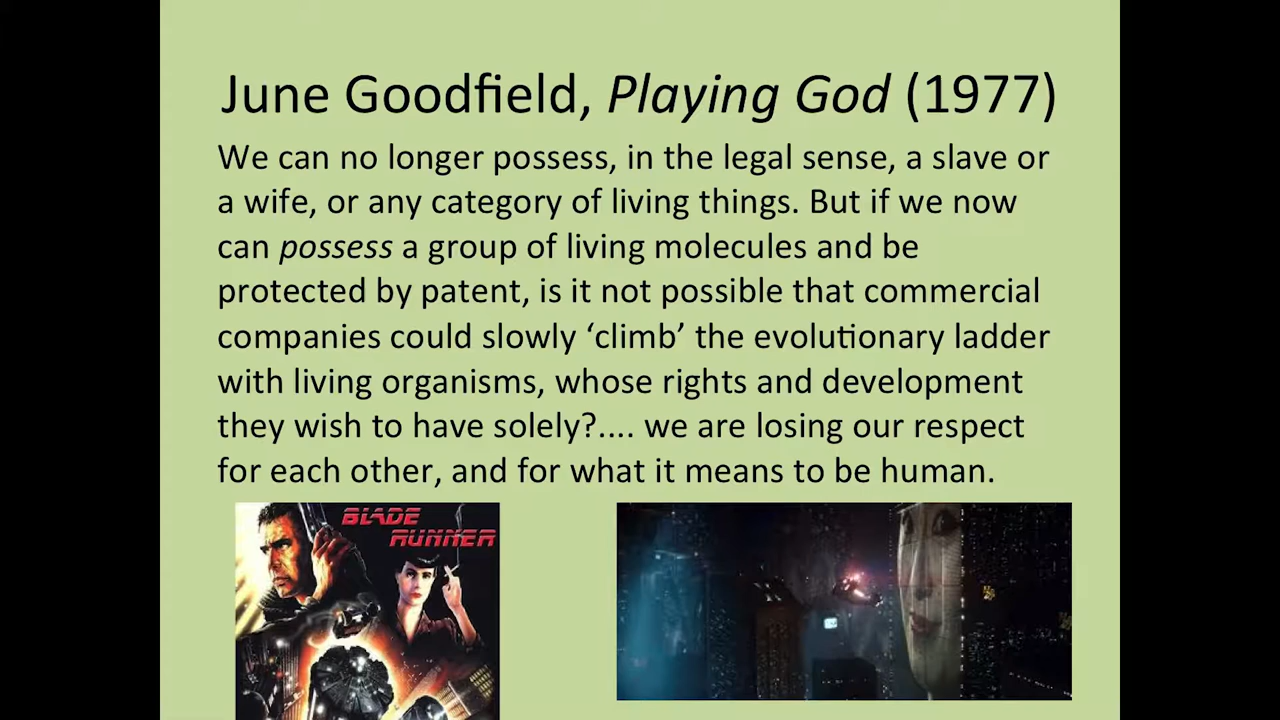 June Goodfield, Playing God (1977)
We can no longer possess, in the legal sense, a slave or
a wife, or any category of living things. But if we now
can possess a group of living molecules and be
protected by patent, is it not possible that commercial
companies could slowly ‘climb’ the evolutionary ladder
with living organisms, whose rights and development
they wish to have solely?.... we are losing our respect
for each other, and for what it means to be human.
BLADE
RUNNER